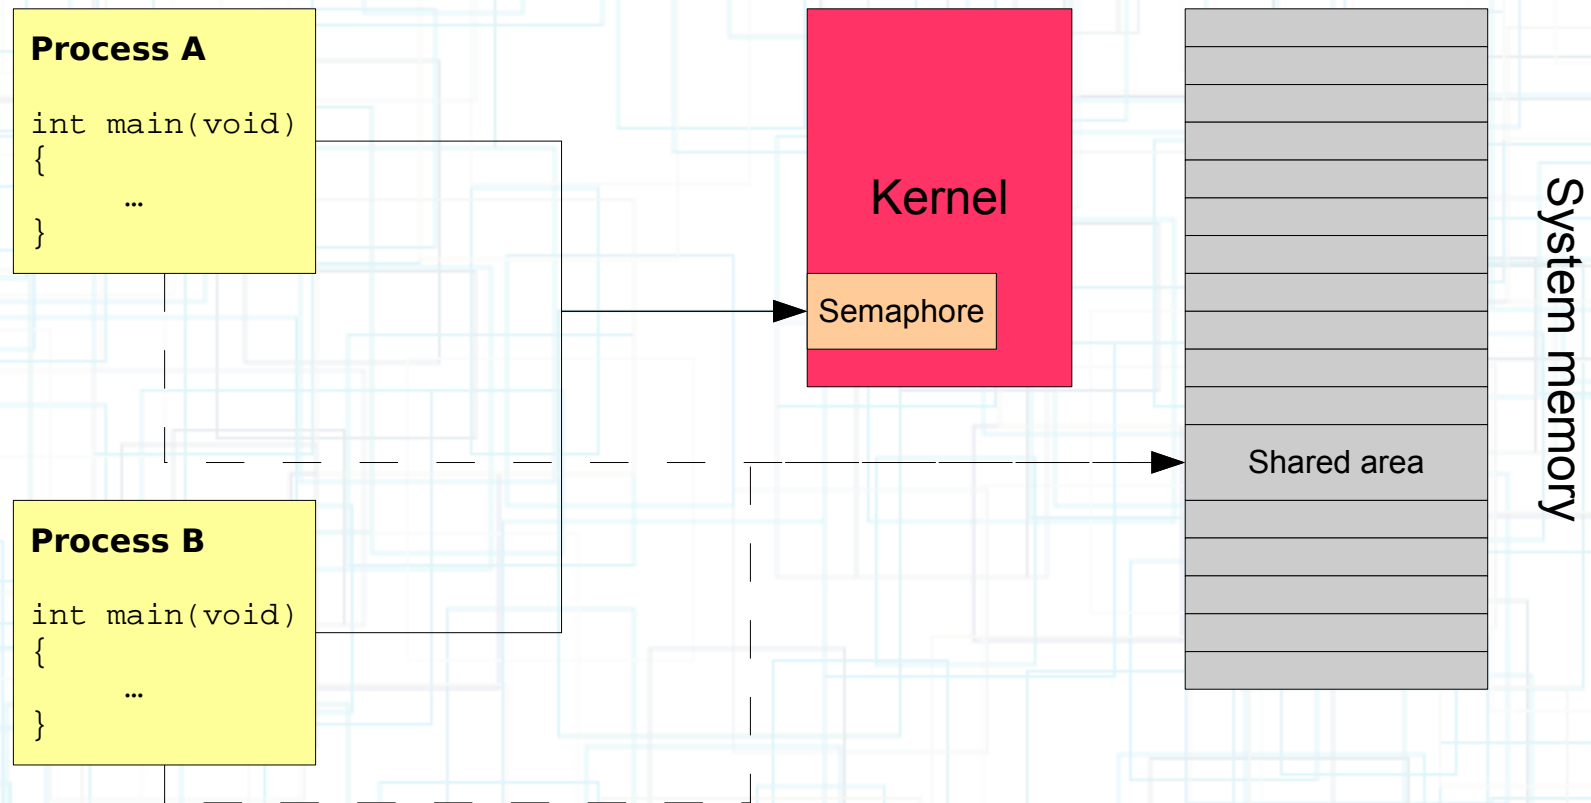 Process A
int main(void)
{
…
}
Process B
int main(void)
{
…
}
Kernel
Semaphore
Shared area
System memory